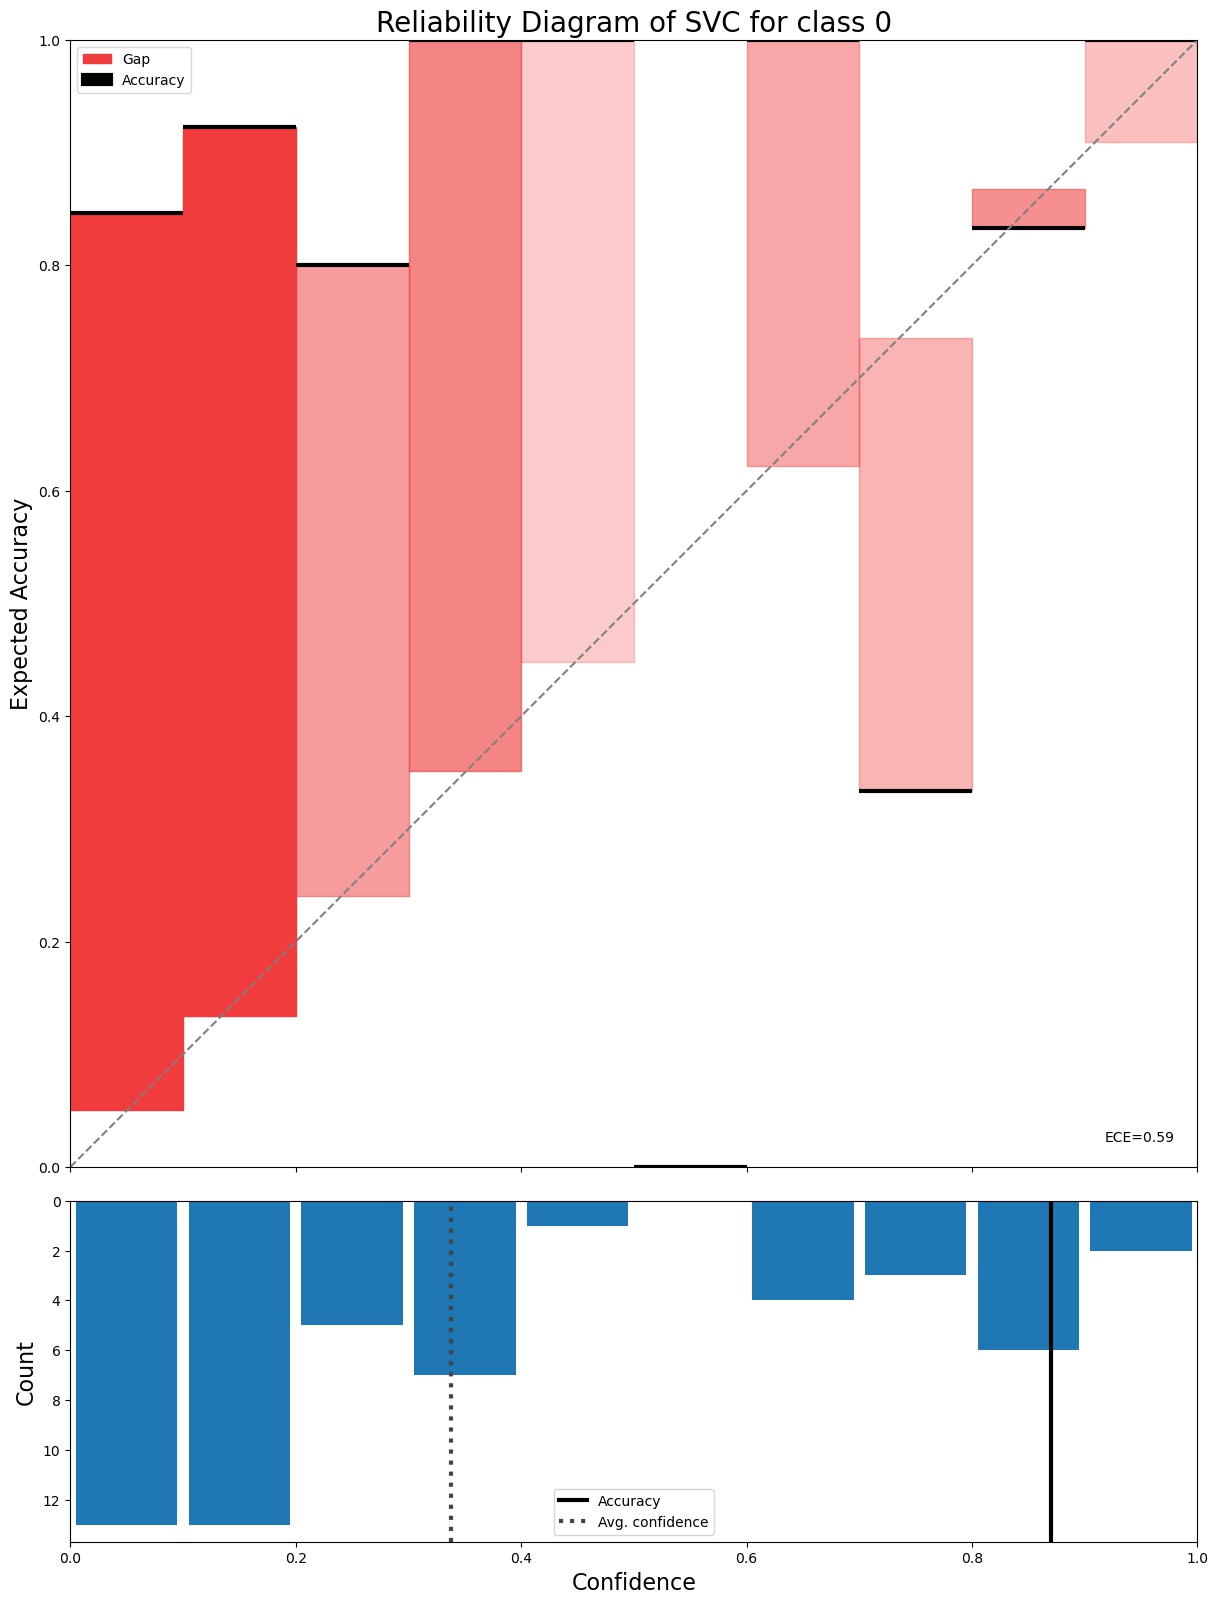 Reliability Diagram of SVC for class 0
Gap
Accuracy
1.0
0.8
0.6
0.4
0.2
0.0
Expected Accuracy
ECE=0.59
0
2
4
6
8
10
12
Count
Accuracy
Avg. confidence
0.0
0.2
0.4
0.6
0.8
1.0
Confidence